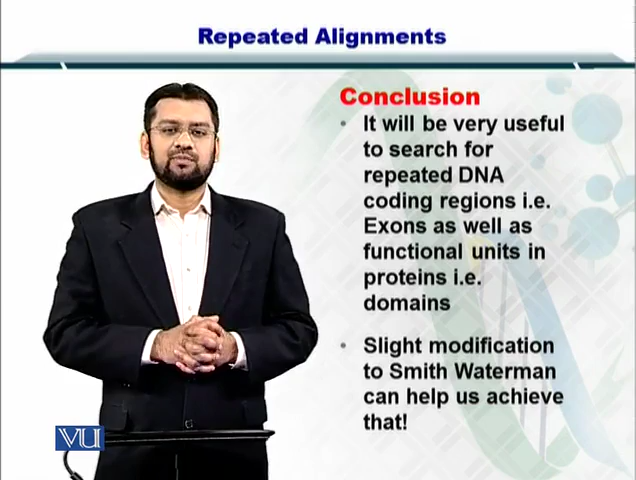 Repeated Alignments
Conclusion
• It will be very useful
to search for
repeated DNA
coding regions i.e.
Exons as well as
functional units in
proteins i.e.
domains
• Slight modification
to Smith Waterman
can help us achieve
that!
VU